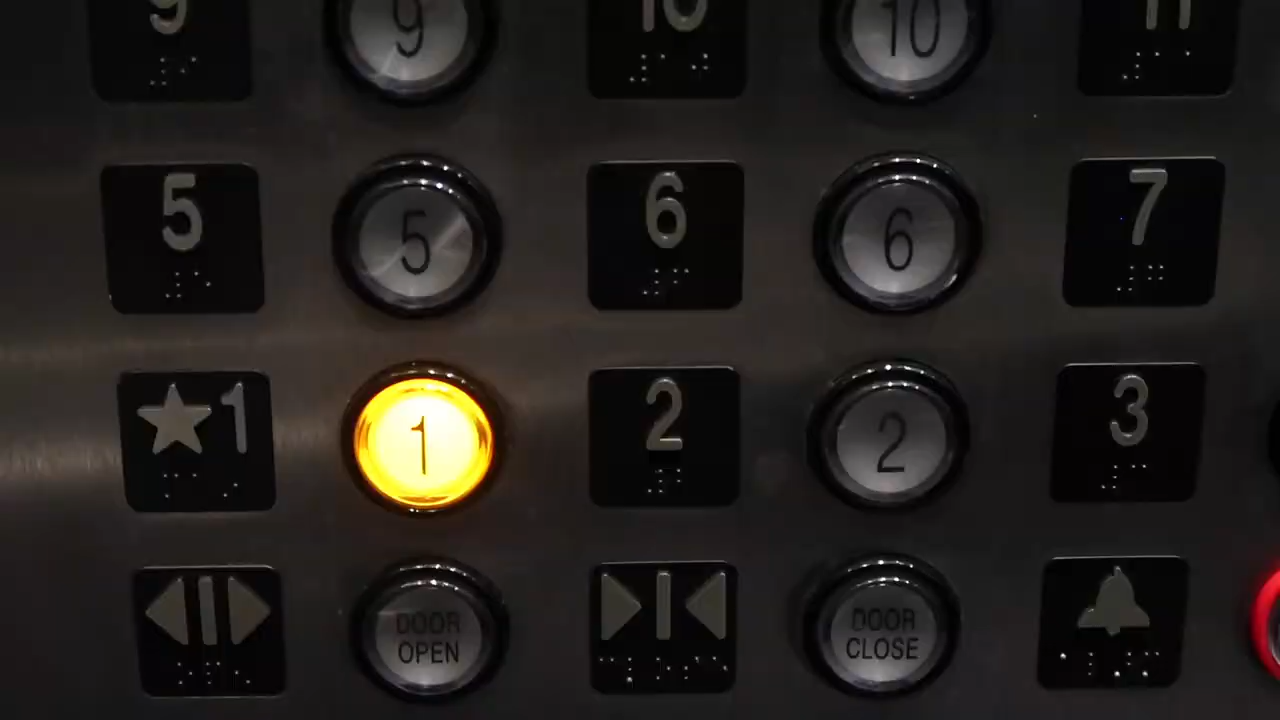 9 9 10 10 11
5 5 6 6 7
★1 1 2 2 3
DOOR
OPEN
DOOR
CLOSE